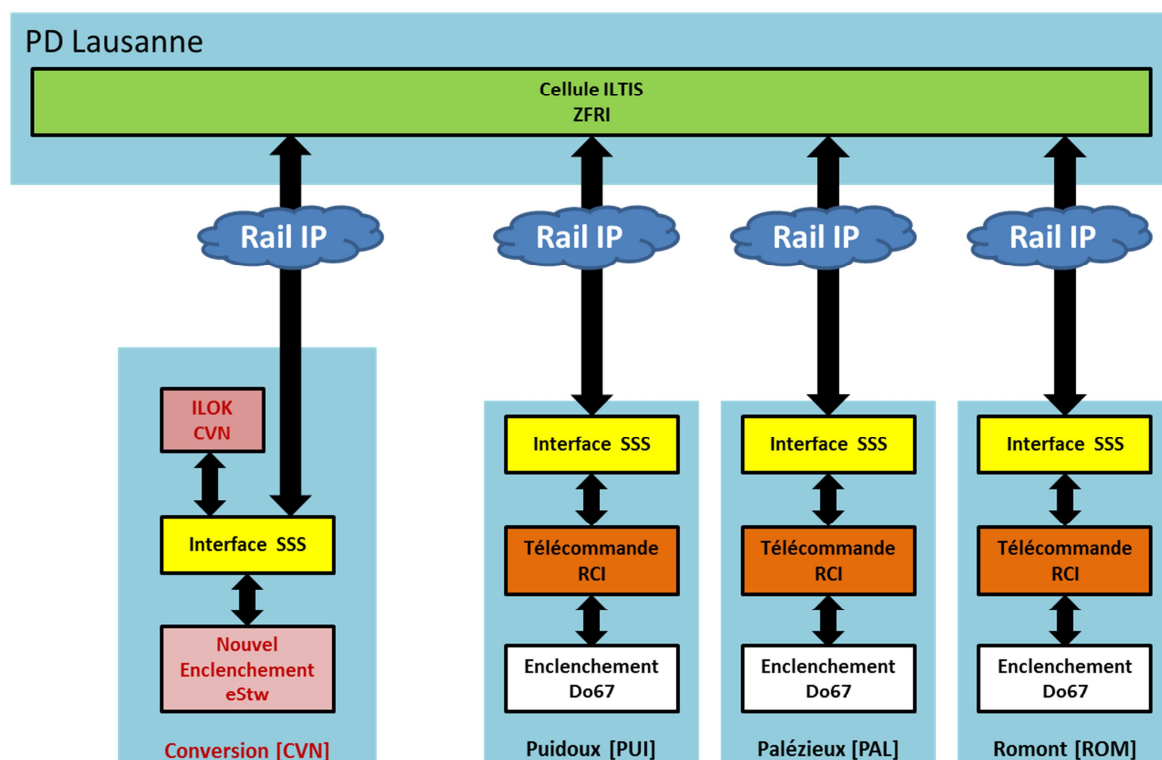 PD Lausanne
Cellule ILTIS
ZFRI
Rail IP
Rail IP
Rail IP
Rail IP
ILOK
CVN
Interface SSS
Nouvel
Enclenchement
eStw
Conversion [CVN]
Interface SSS
Télécommande
RCI
Enclenchement
Do67
Puidoux [PUI]
Interface SSS
Télécommande
RCI
Enclenchement
Do67
Palézieux [PAL]
Interface SSS
Télécommande
RCI
Enclenchement
Do67
Romont [ROM]